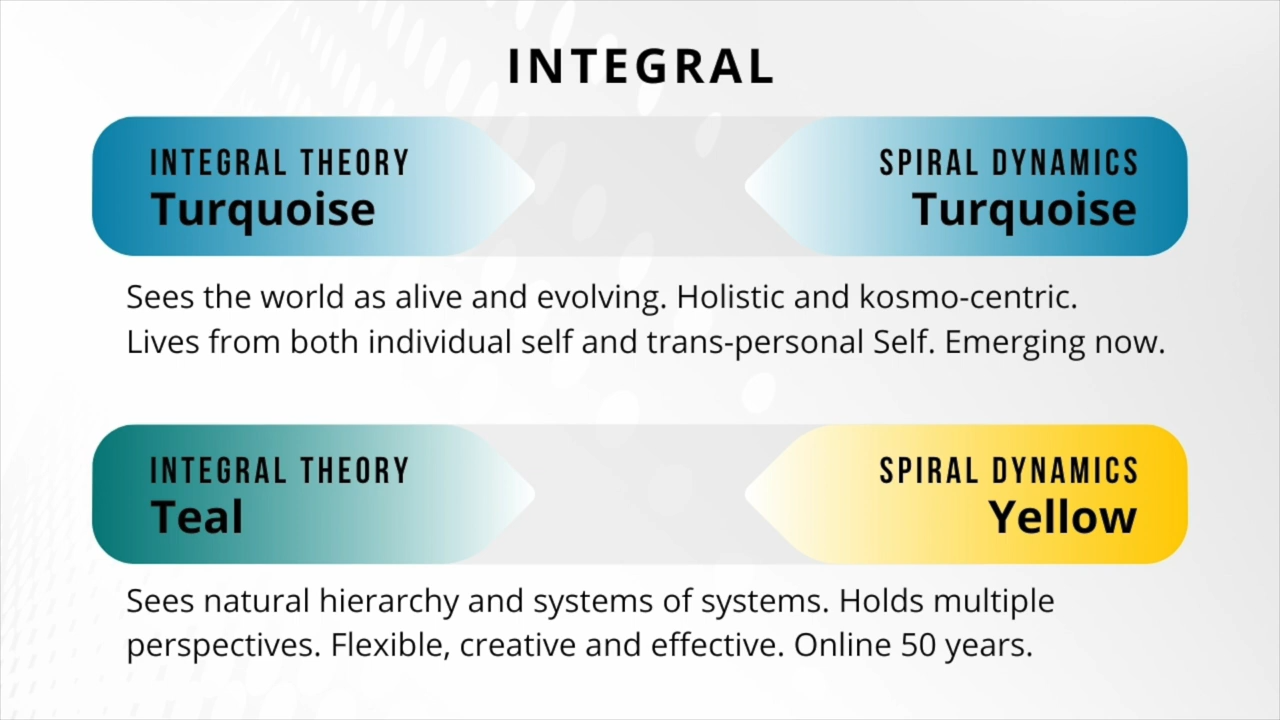 INTEGRAL
INTEGRAL THEORY
Turquoise
SPIRAL DYNAMICS
Turquoise
Sees the world as alive and evolving. Holistic and kosmo-centric.
Lives from both individual self and trans-personal Self. Emerging now.
INTEGRAL THEORY
Teal
SPIRAL DYNAMICS
Yellow
Sees natural hierarchy and systems of systems. Holds multiple
perspectives. Flexible, creative and effective. Online 50 years.